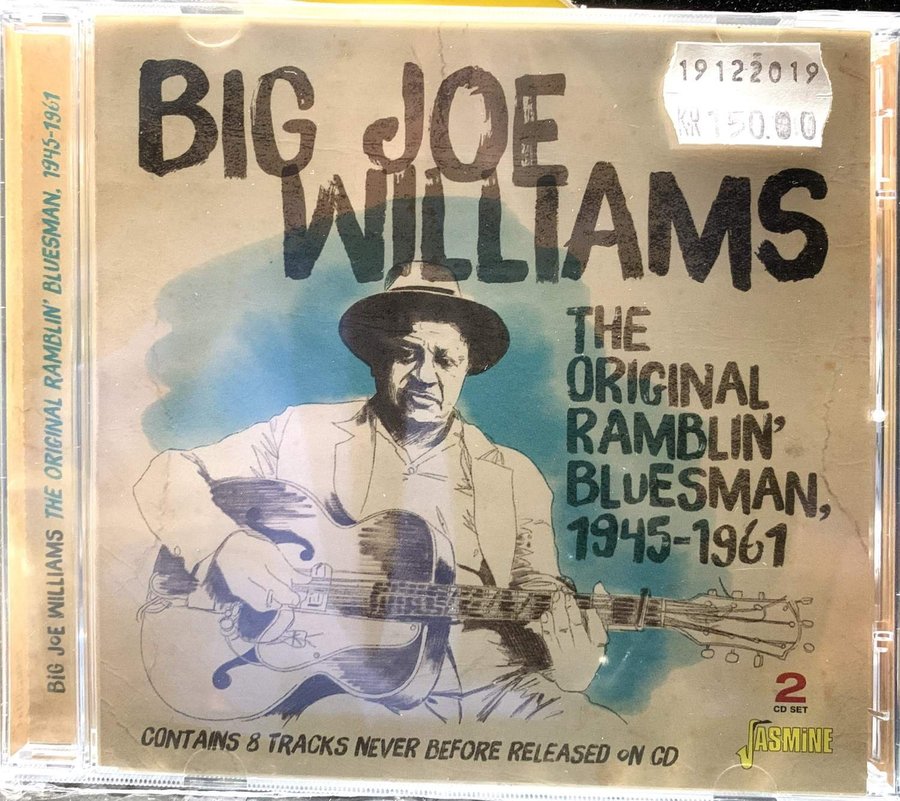 BIG JOE
WILLIAMS
THE
ORIGINAL
RAMBLIN'
BLUESMAN,
1945-1961
19122019
KR 150.00
BIG JOE WILLIAMS THE ORIGINAL RAMBLIN' BLUESMAN, 1945-1961
2
CD SET
JASMINE
CONTAINS 8 TRACKS NEVER BEFORE RELEASED ON CD